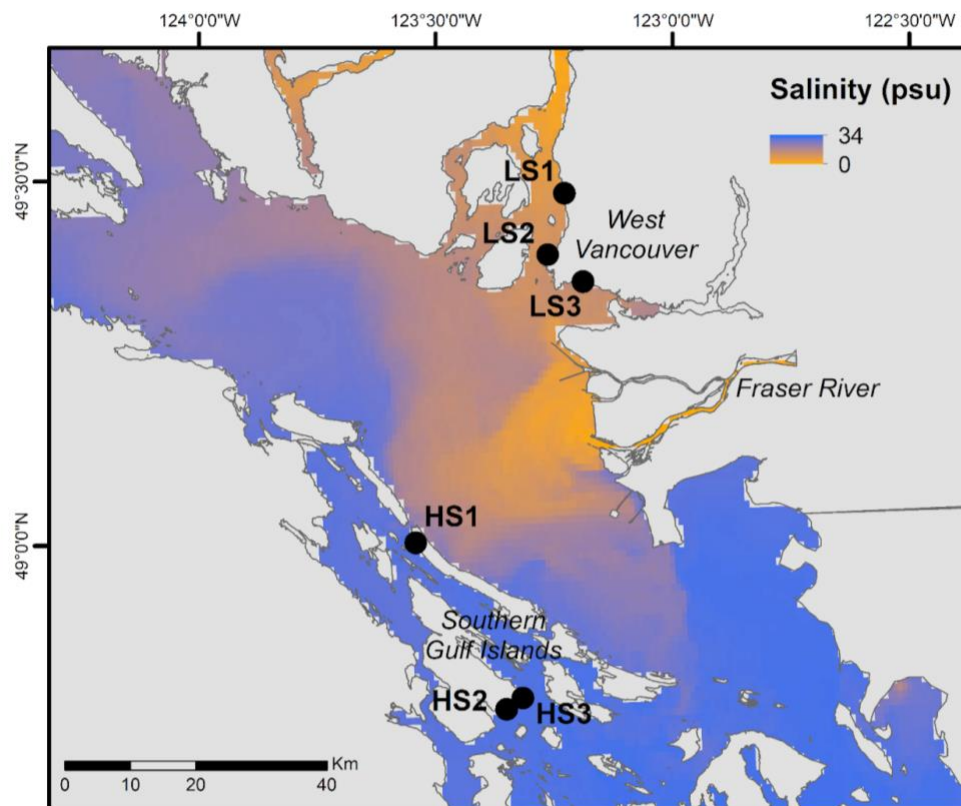 124°0'0"W 123°30'0"W 123°0'0"W 122°30'0"W
Salinity (psu)
34
0
49°30'0"N
LS1
West
Vancouver
LS2
LS3
Fraser River
HS1
49°0'0"N
Southern
Gulf Islands
HS2
HS3
Km
0 10 20 40